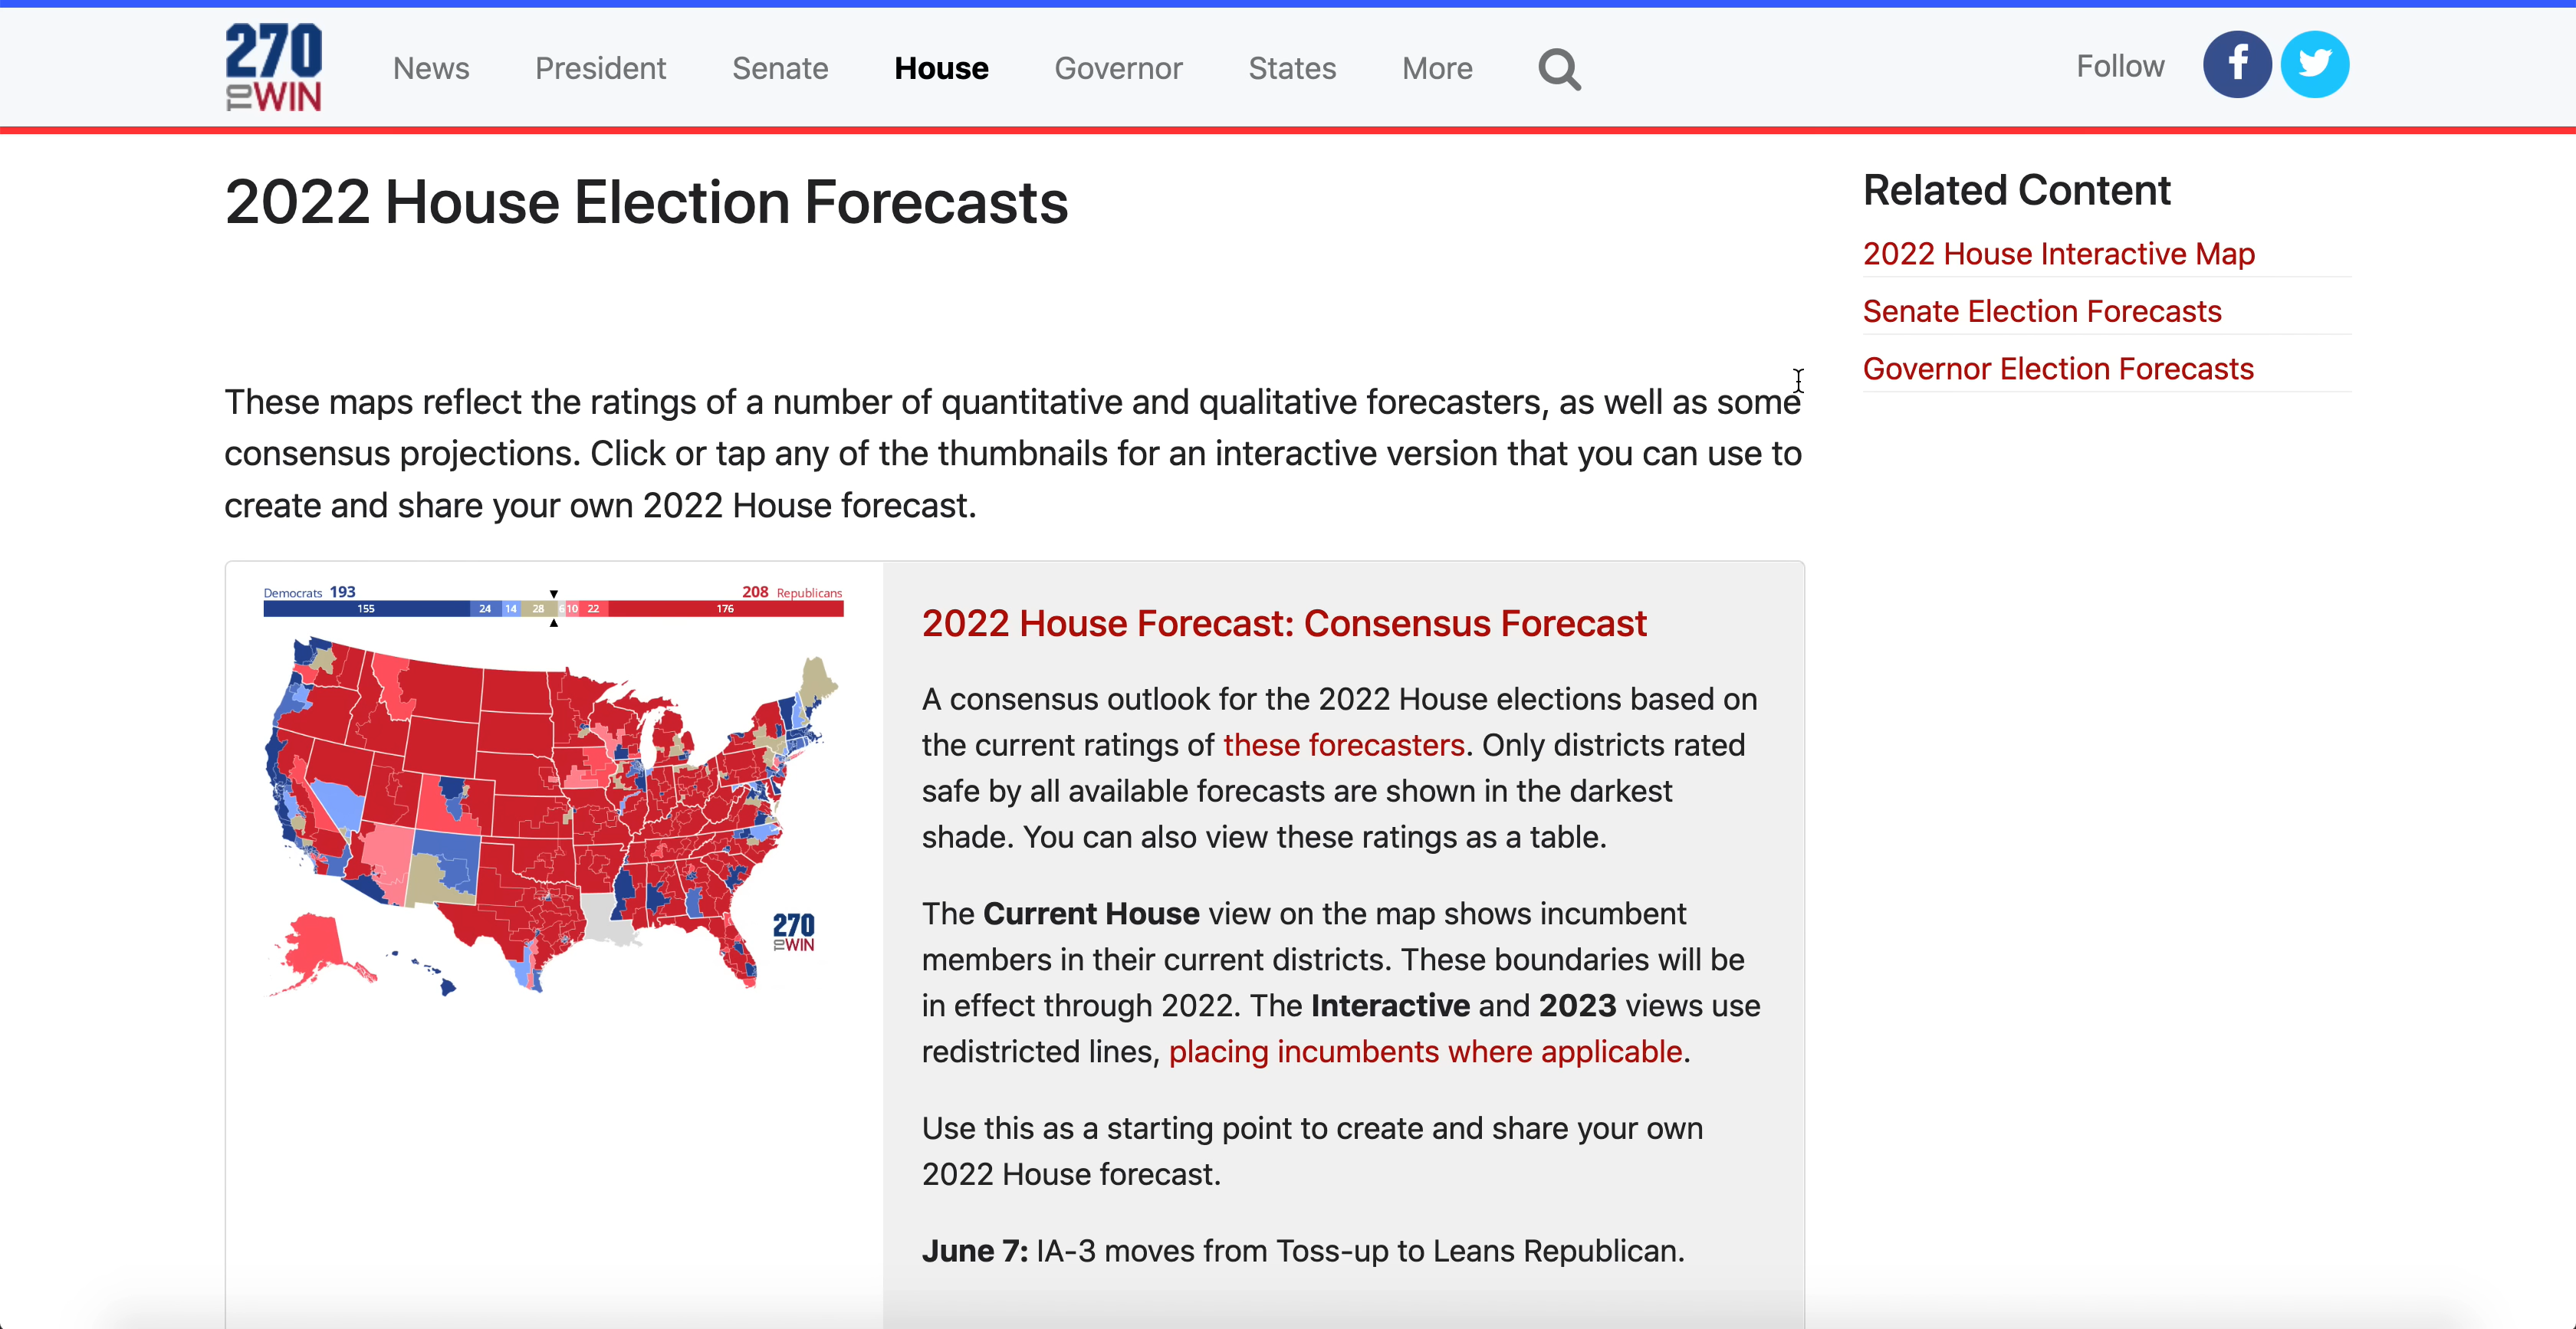 270
TO WIN
News President Senate House Governor States More
Follow
2022 House Election Forecasts
These maps reflect the ratings of a number of quantitative and qualitative forecasters, as well as some
consensus projections. Click or tap any of the thumbnails for an interactive version that you can use to
create and share your own 2022 House forecast.
Democrats 193 208 Republicans
155 24 14 28 6 10 22 176
270
TO WIN
2022 House Forecast: Consensus Forecast
A consensus outlook for the 2022 House elections based on
the current ratings of these forecasters. Only districts rated
safe by all available forecasts are shown in the darkest
shade. You can also view these ratings as a table.
The Current House view on the map shows incumbent
members in their current districts. These boundaries will be
in effect through 2022. The Interactive and 2023 views use
redistricted lines, placing incumbents where applicable.
Use this as a starting point to create and share your own
2022 House forecast.
June 7: IA-3 moves from Toss-up to Leans Republican.
Related Content
2022 House Interactive Map
Senate Election Forecasts
Governor Election Forecasts